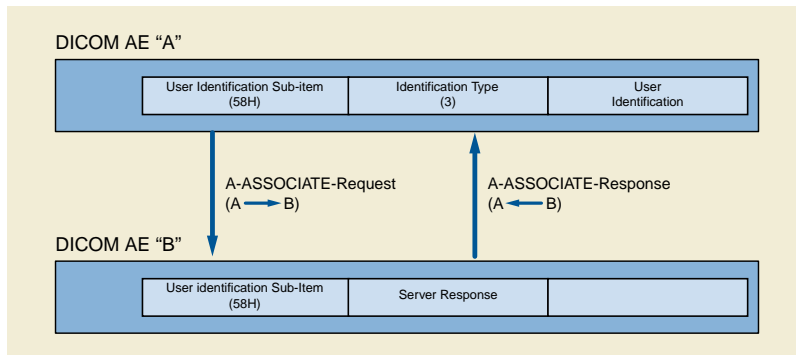 DICOM AE “A”
User Identification Sub-item
(58H)
Identification Type
(3)
User
Identification
A-ASSOCIATE-Request
(A B)
A-ASSOCIATE-Response
(A B)
DICOM AE “B”
User identification Sub-Item
(58H)
Server Response